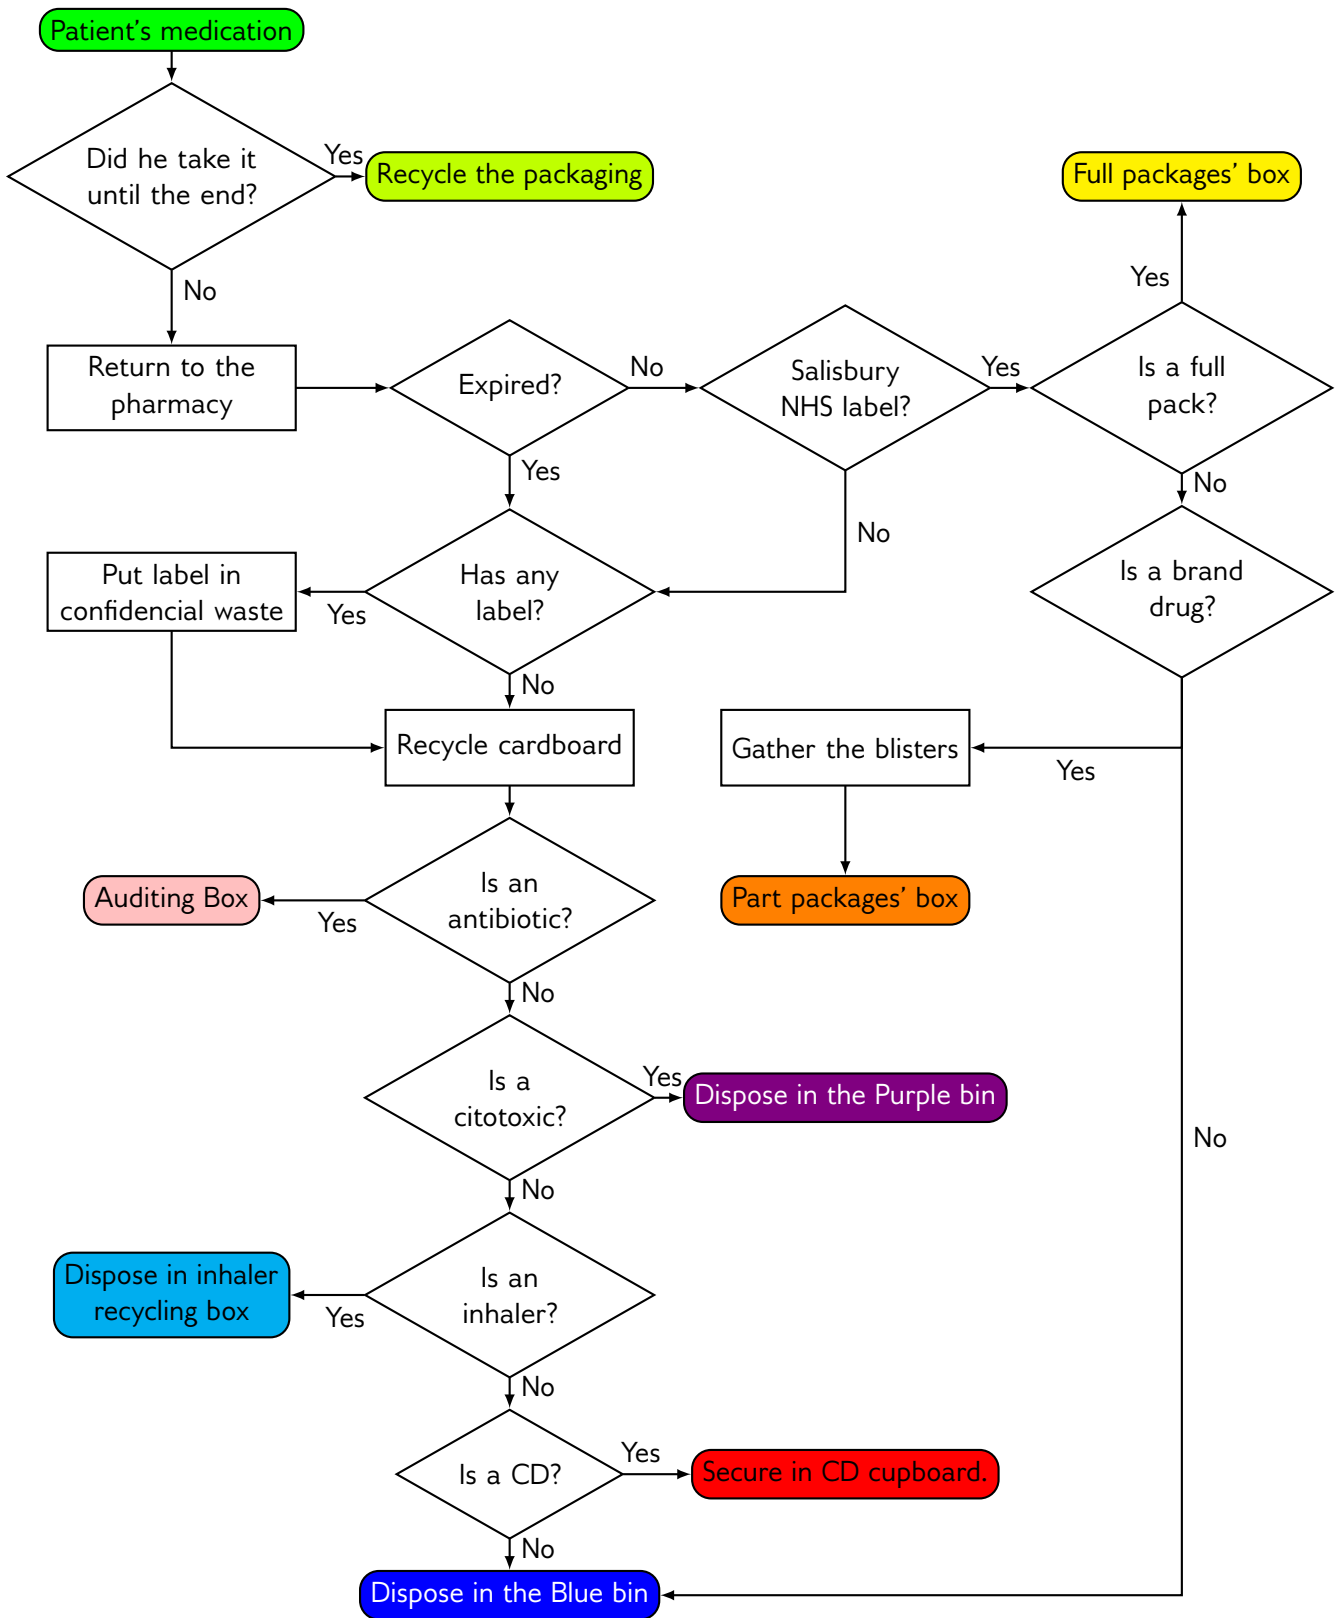 Patient's medication
Did he take it
until the end?
Yes
Recycle the packaging
Full packages' box
No
Yes
Return to the
pharmacy
Expired?
No
Salisbury
NHS label?
Yes
Is a full
pack?
Yes
No
No
Put label in
confidencial waste
Yes
Has any
label?
Is a brand
drug?
No
Recycle cardboard
Gather the blisters
Yes
Auditing Box
Yes
Is an
antibiotic?
Part packages' box
No
Is a
citotoxic?
Yes
Dispose in the Purple bin
No
No
Dispose in inhaler
recycling box
Yes
Is an
inhaler?
No
Is a CD?
Yes
Secure in CD cupboard.
No
Dispose in the Blue bin